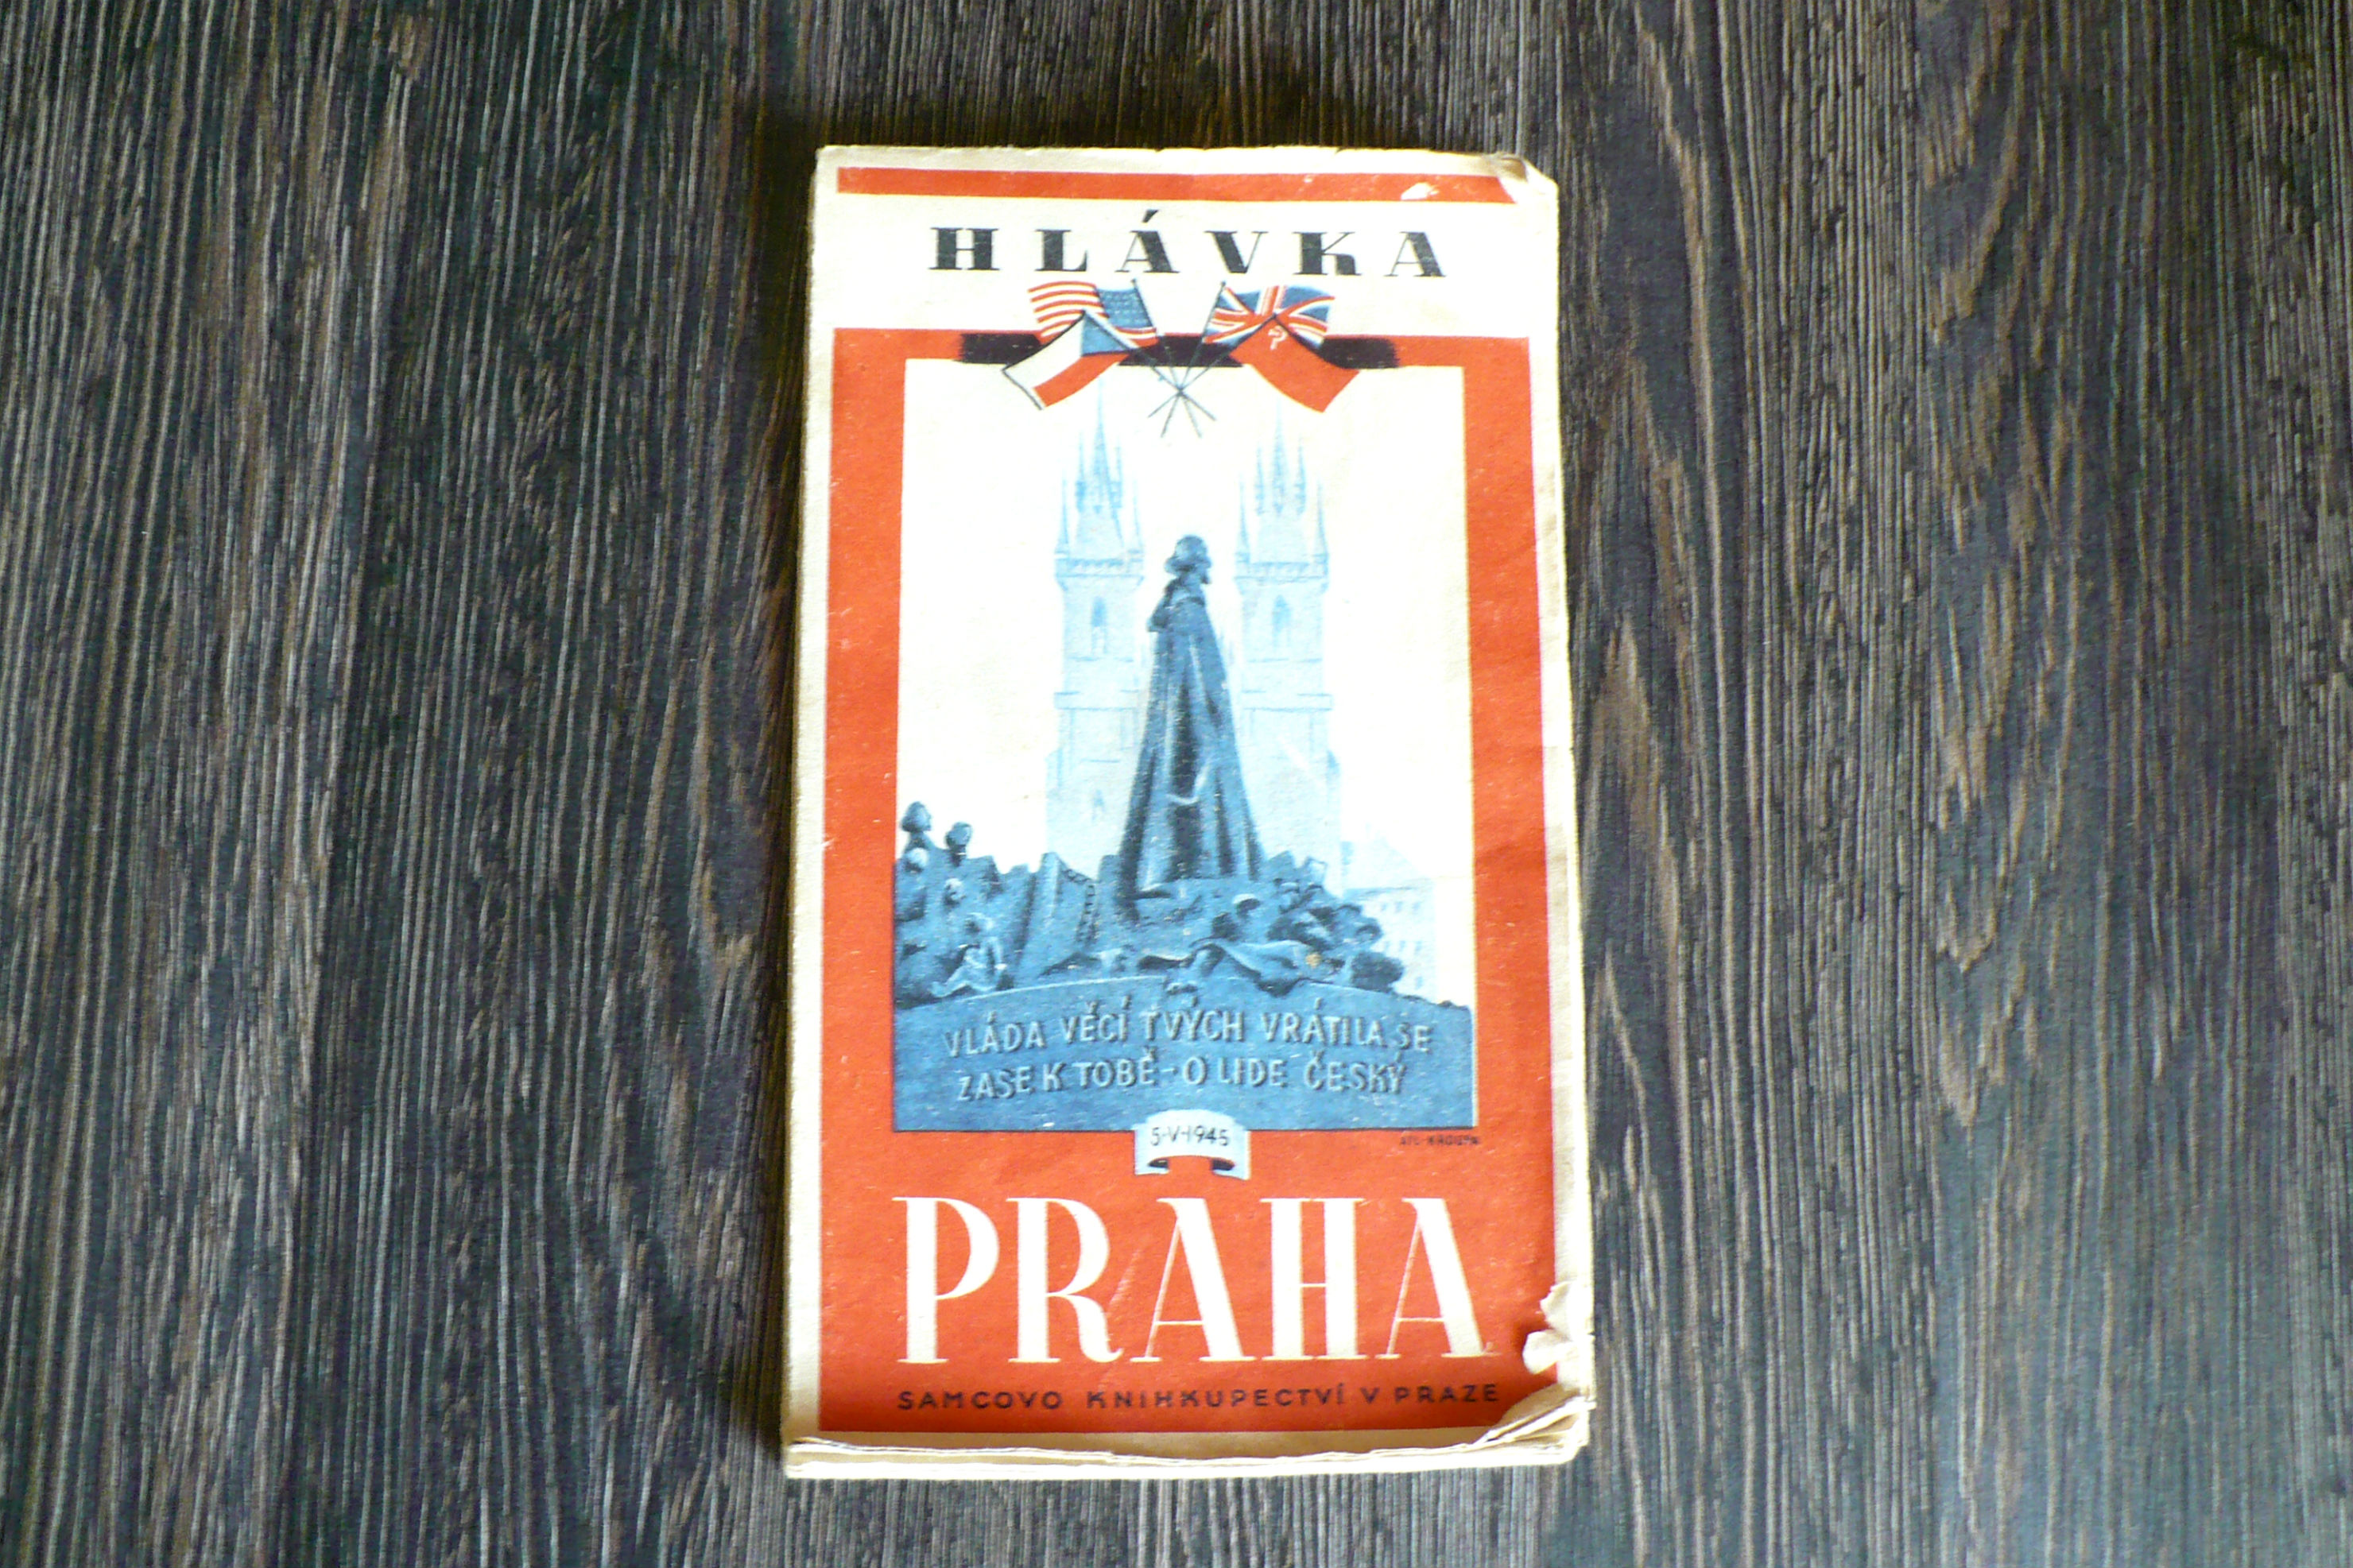 HLÁVKA
VLÁDA VĚCÍ TVÝCH VRÁTILA SE
ZASE K TOBĚ - O LIDE ČESKÝ
5-V-1945
PRAHA
SAMCOVO KNIHKUPECTVÍ V PRAZE